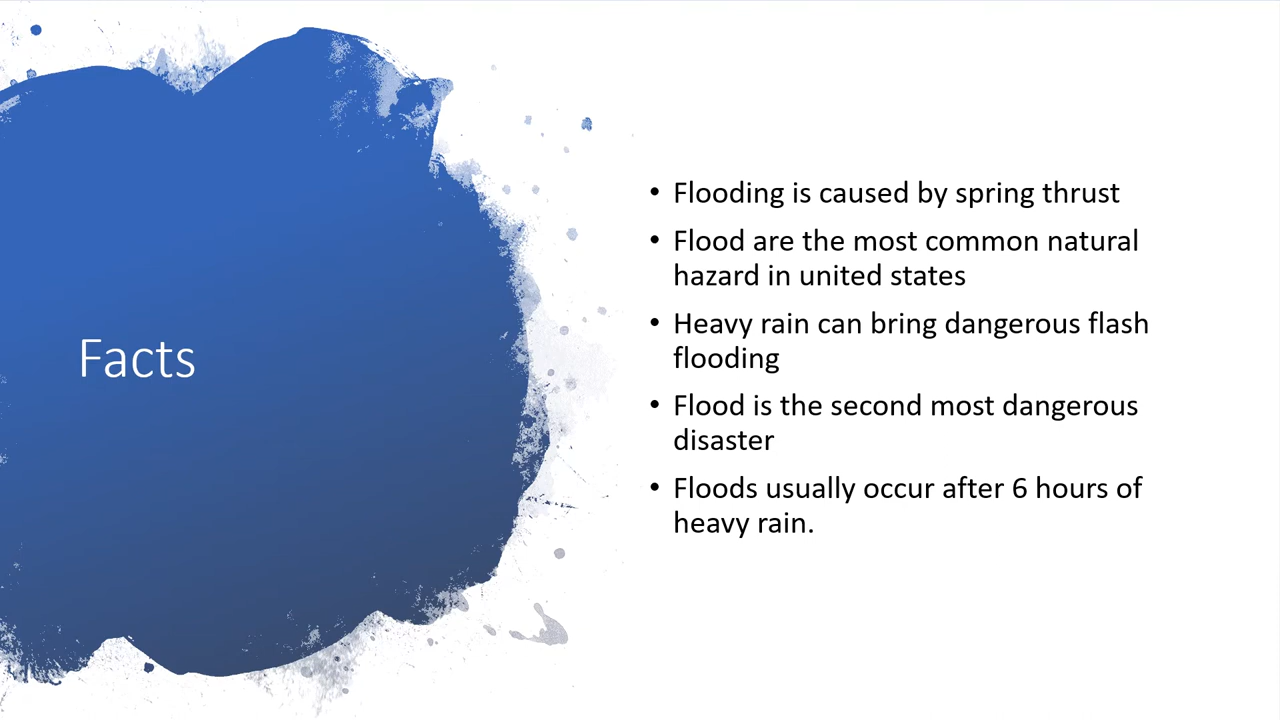 Facts
• Flooding is caused by spring thrust
• Flood are the most common natural
hazard in united states
• Heavy rain can bring dangerous flash
flooding
• Flood is the second most dangerous
disaster
• Floods usually occur after 6 hours of
heavy rain.